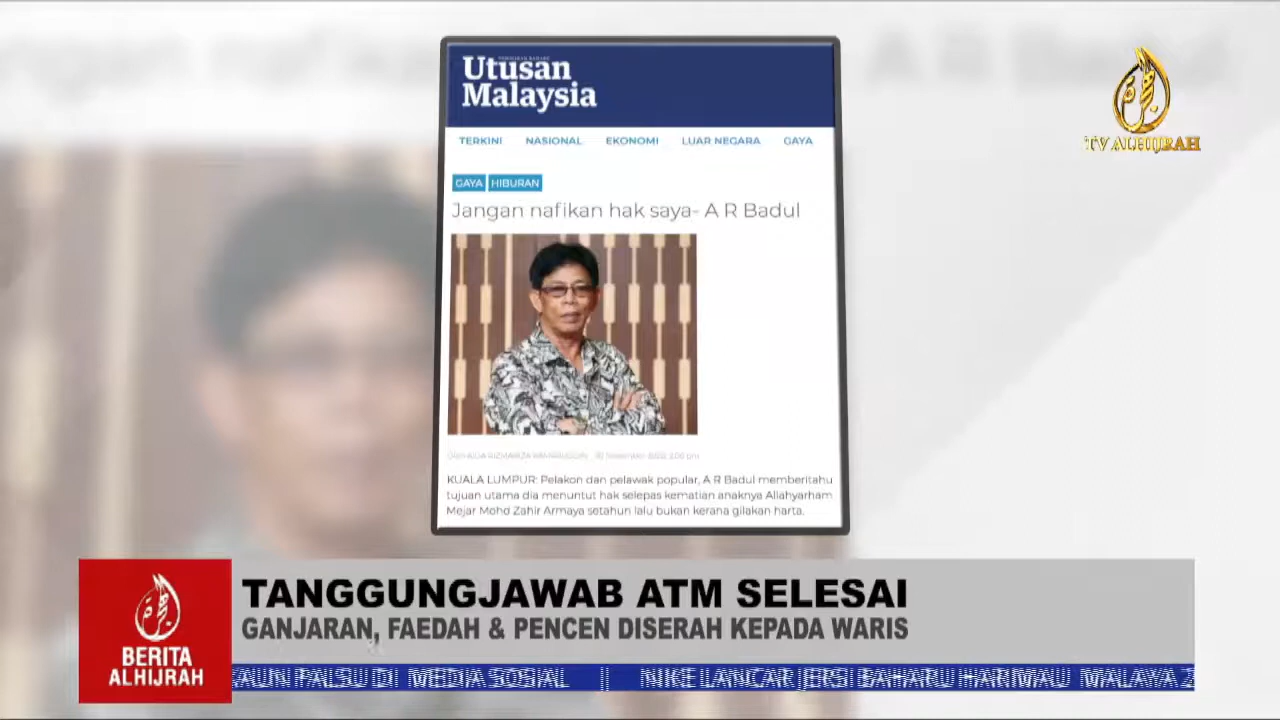 Utusan
Malaysia
TV ALHIJRAH
TERKINI NASIONAL EKONOMI LUAR NEGARA GAYA
GAYA HIBURAN
Jangan nafikan hak saya- A R Badul
KUALA LUMPUR: Pelakon dan pelawak popular, A R Badul memberitahu
tujuan utama dia menuntut hak selepas kematian anaknya Allahyarham
Mejar Mohd Zahir Armaya setahun lalu bukan kerana gilakan harta.
TANGGUNGJAWAB ATM SELESAI
GANJARAN, FAEDAH & PENCEN DISERAH KEPADA WARIS
BERITA
ALHIJRAH
PALSU DI MEDIA SOSIAL || NIKE LANCAR JERSI BAHARU HARIMAU MALAYA